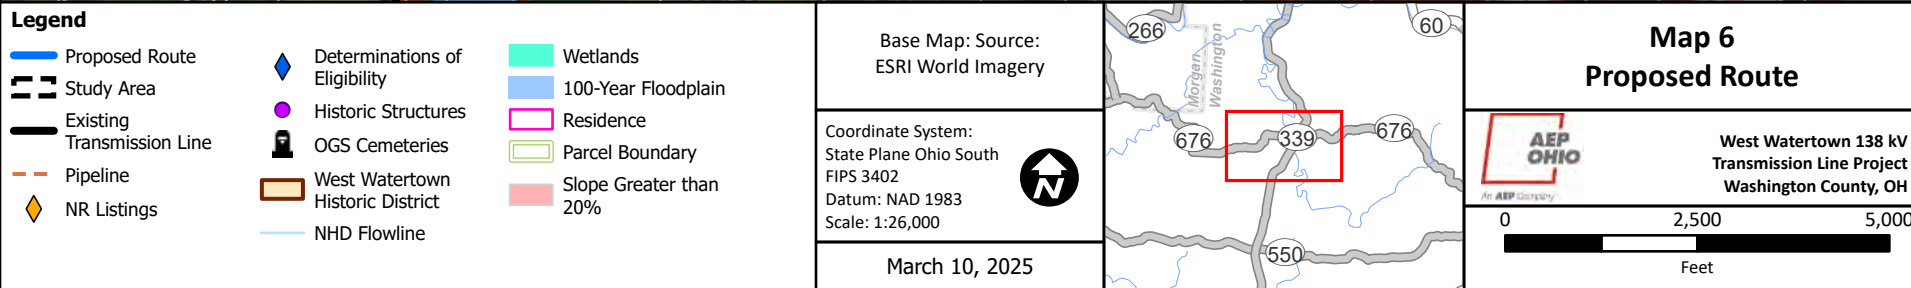 Legend
Proposed Route
Study Area
Existing
Transmission Line
Pipeline
NR Listings
Determinations of
Eligibility
Historic Structures
OGS Cemeteries
West Watertown
Historic District
NHD Flowline
Wetlands
100-Year Floodplain
Residence
Parcel Boundary
Slope Greater than
20%
Base Map: Source:
ESRI World Imagery
Coordinate System:
State Plane Ohio South
FIPS 3402
Datum: NAD 1983
Scale: 1:26,000
N
March 10, 2025
266
60
Morgan
Washington
676
339
676
550
Map 6
Proposed Route
AEP
OHIO
An AEP Company
West Watertown 138 kV
Transmission Line Project
Washington County, OH
0 2,500 5,000
Feet